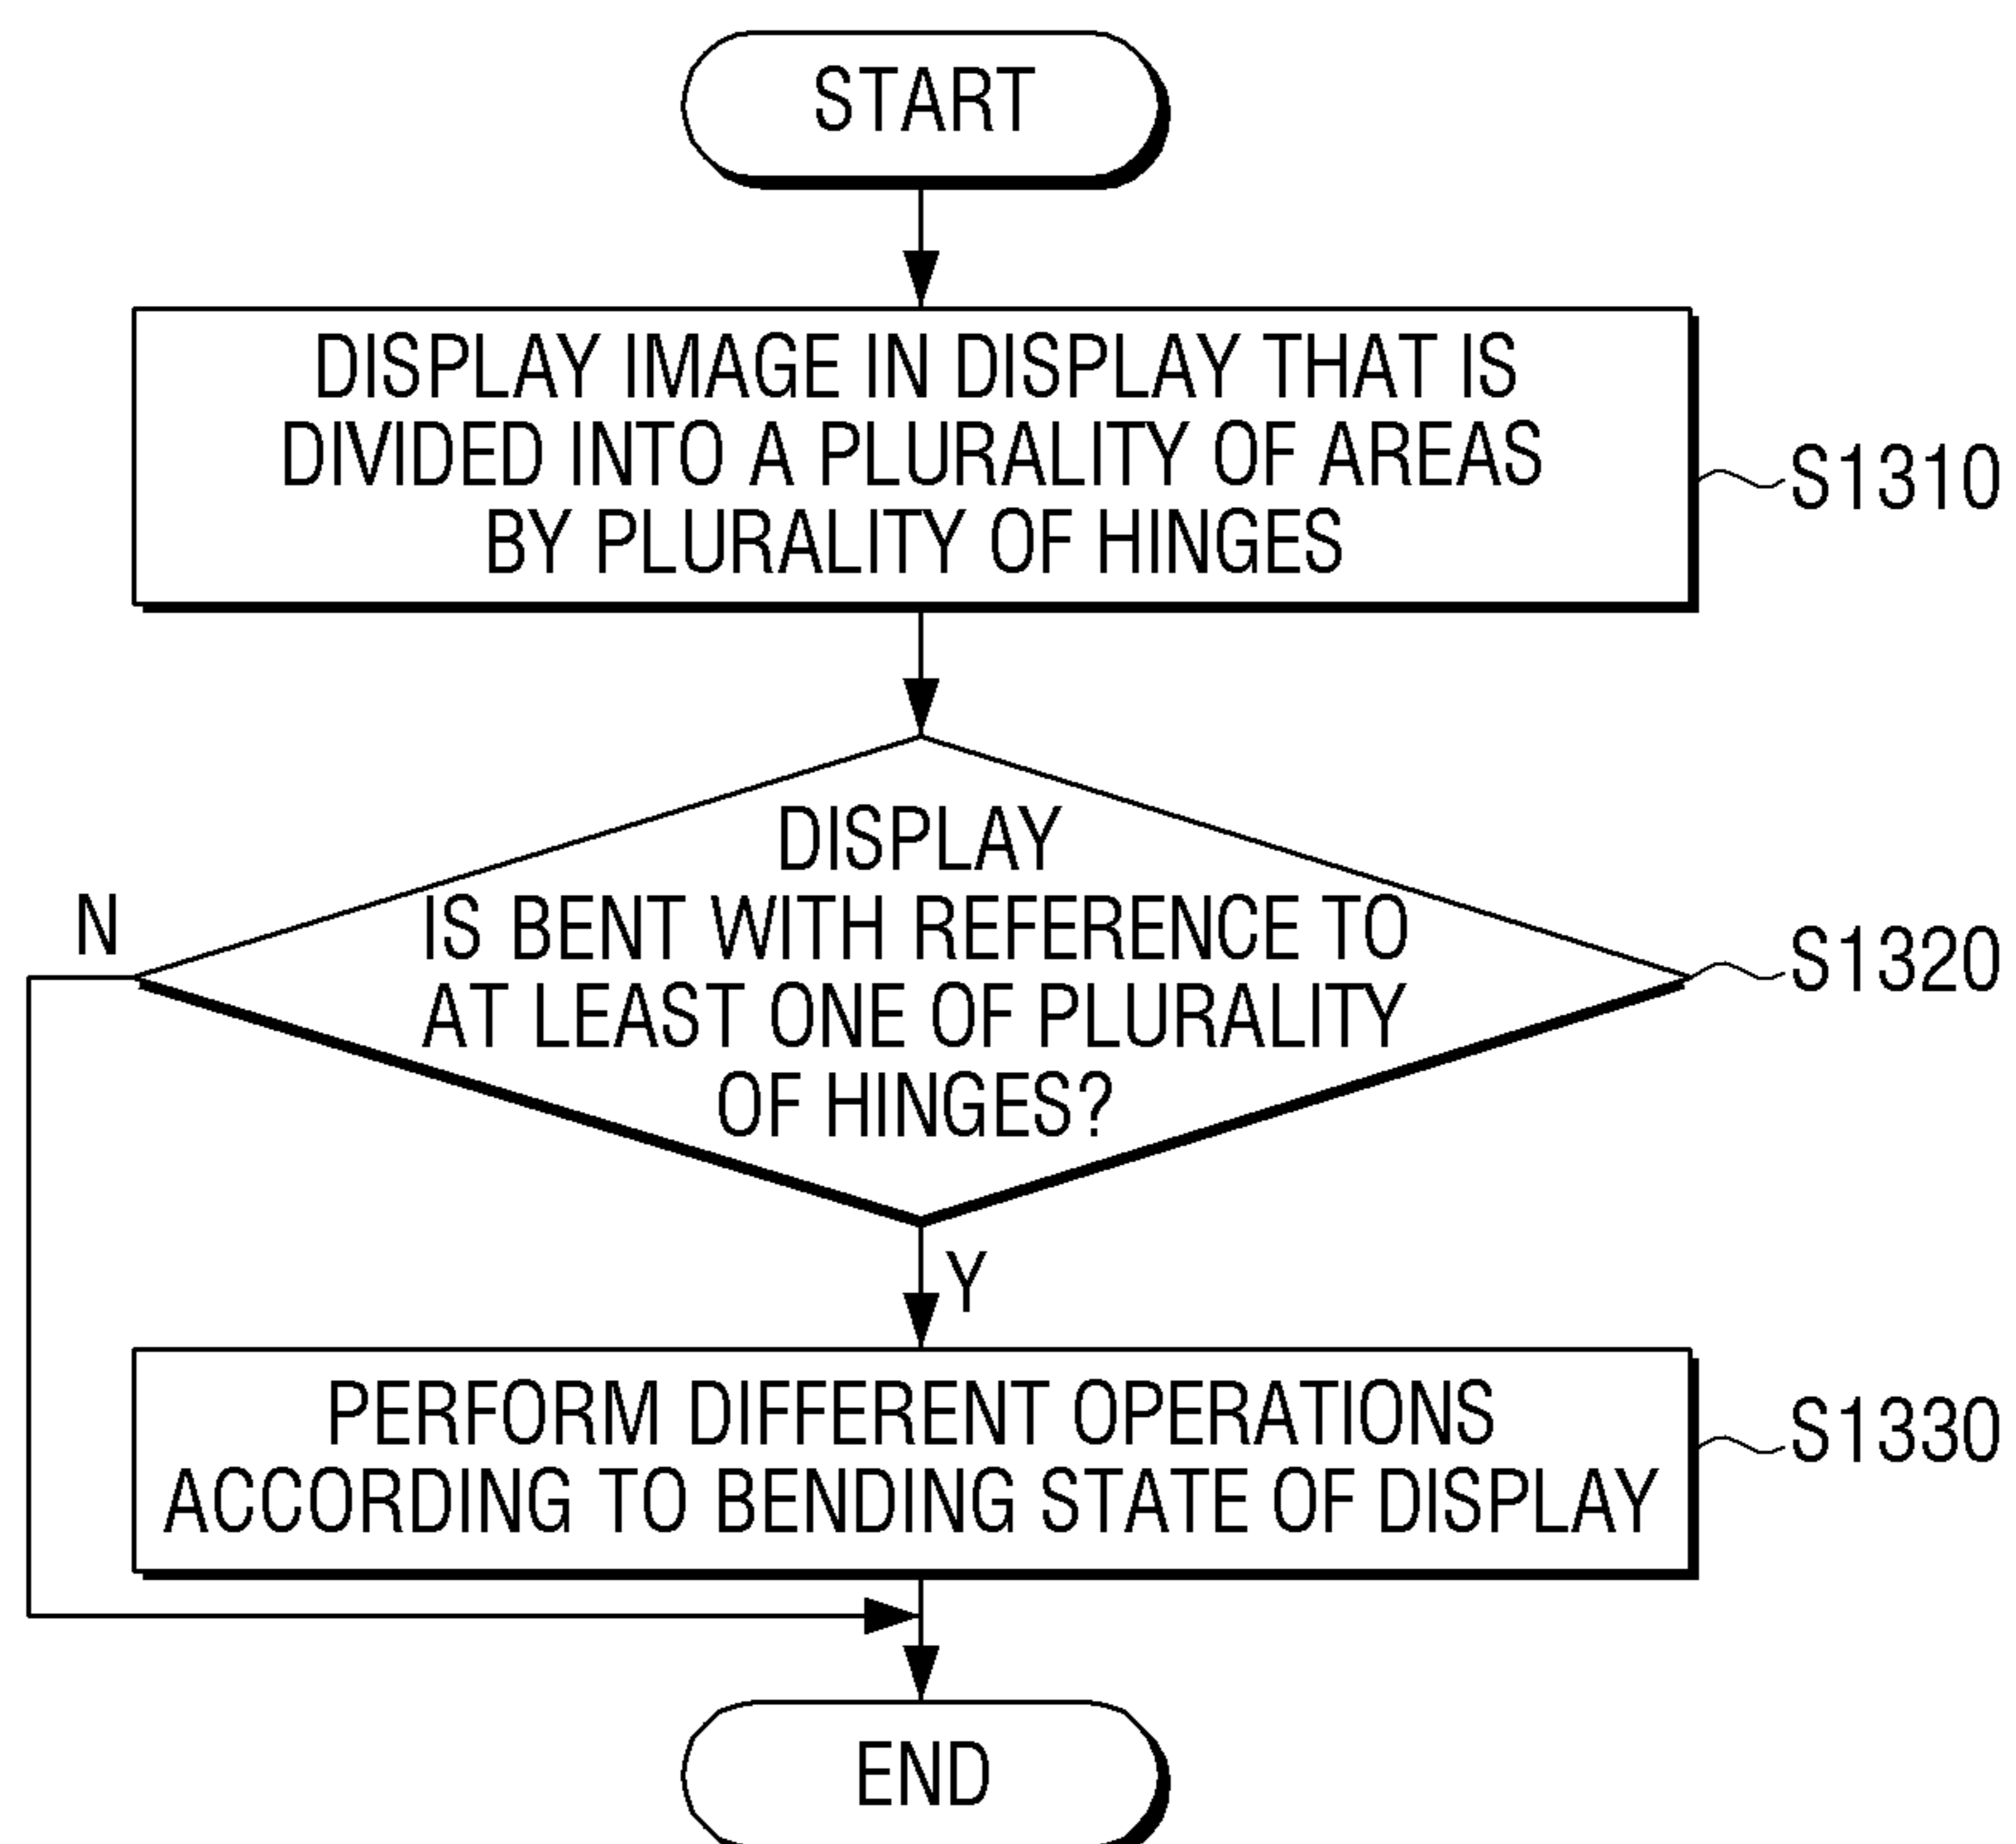 START
DISPLAY IMAGE IN DISPLAY THAT IS
DIVIDED INTO A PLURALITY OF AREAS
BY PLURALITY OF HINGES
S1310
DISPLAY
IS BENT WITH REFERENCE TO
AT LEAST ONE OF PLURALITY
OF HINGES?
N
S1320
Y
PERFORM DIFFERENT OPERATIONS
ACCORDING TO BENDING STATE OF DISPLAY
S1330
END